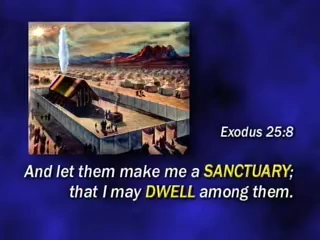 Exodus 25:8
And let them make me a SANCTUARY;
that I may DWELL among them.